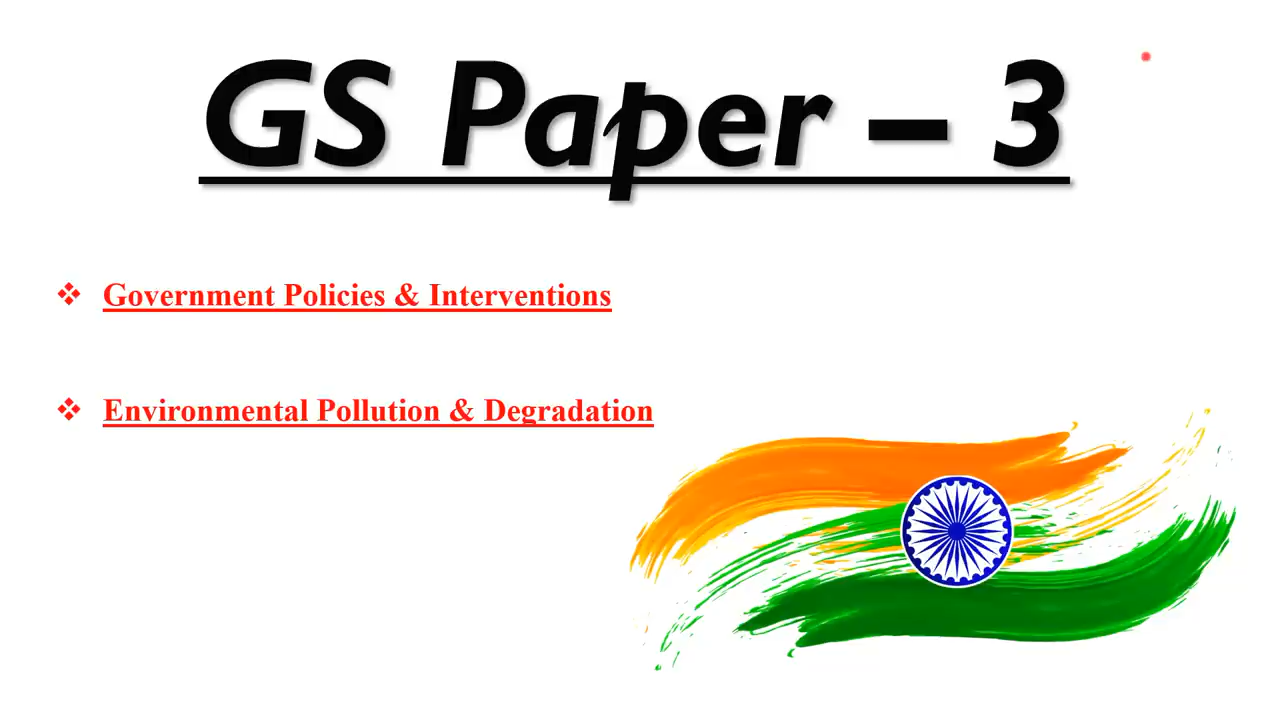 GS Paper – 3
❖ Government Policies & Interventions
❖ Environmental Pollution & Degradation